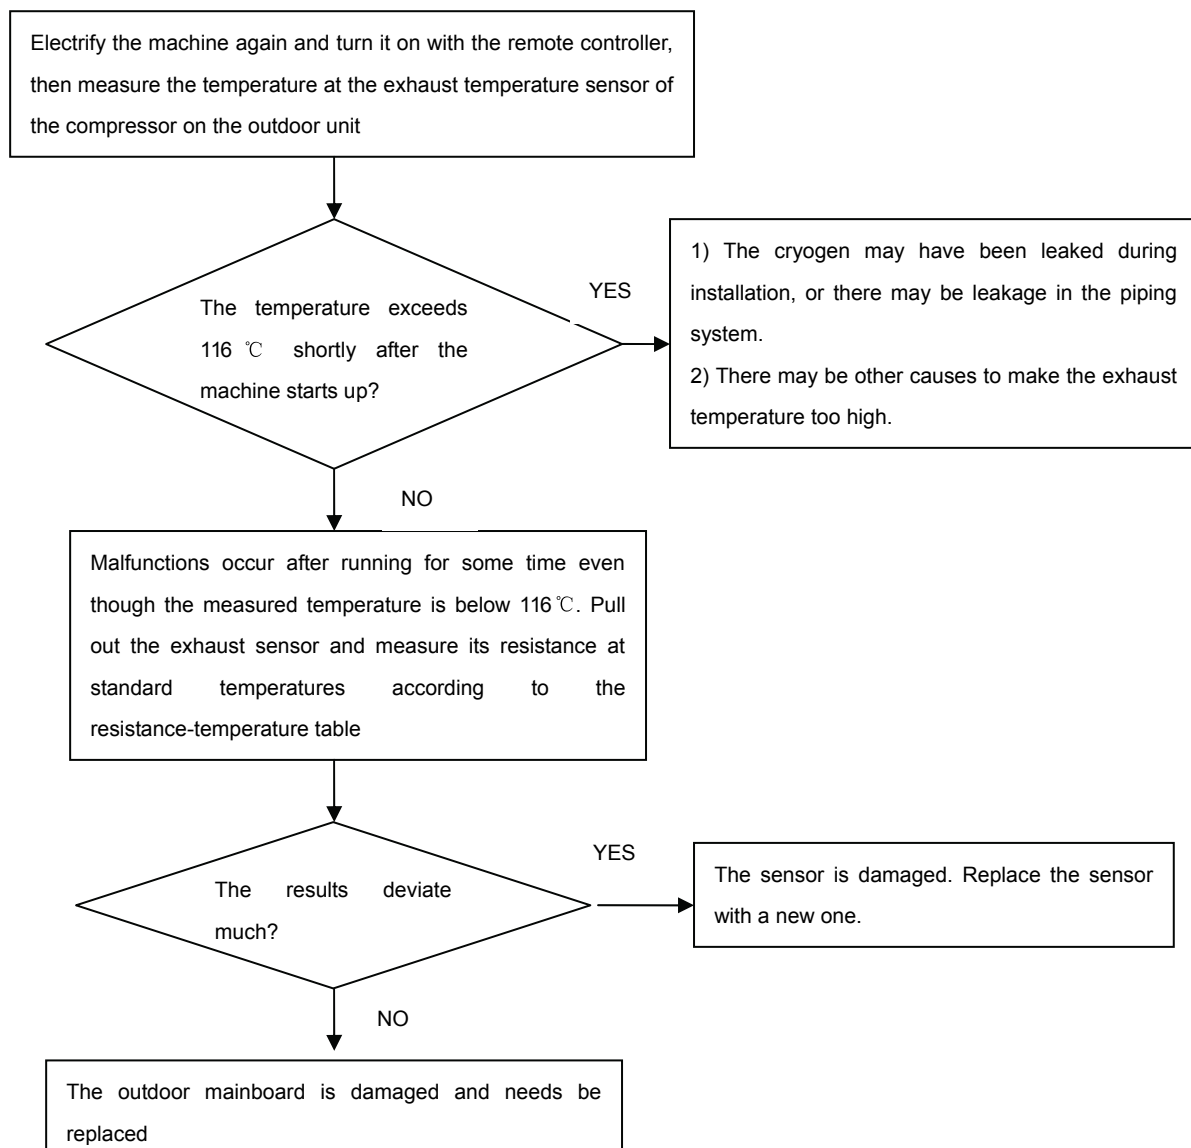 Electrify the machine again and turn it on with the remote controller,
then measure the temperature at the exhaust temperature sensor of
the compressor on the outdoor unit
The temperature exceeds
116 ℃ shortly after the
machine starts up?
YES
1) The cryogen may have been leaked during
installation, or there may be leakage in the piping
system.
2) There may be other causes to make the exhaust
temperature too high.
NO
Malfunctions occur after running for some time even
though the measured temperature is below 116℃. Pull
out the exhaust sensor and measure its resistance at
standard temperatures according to the
resistance-temperature table
The results deviate
much?
YES
The sensor is damaged. Replace the sensor
with a new one.
NO
The outdoor mainboard is damaged and needs be
replaced